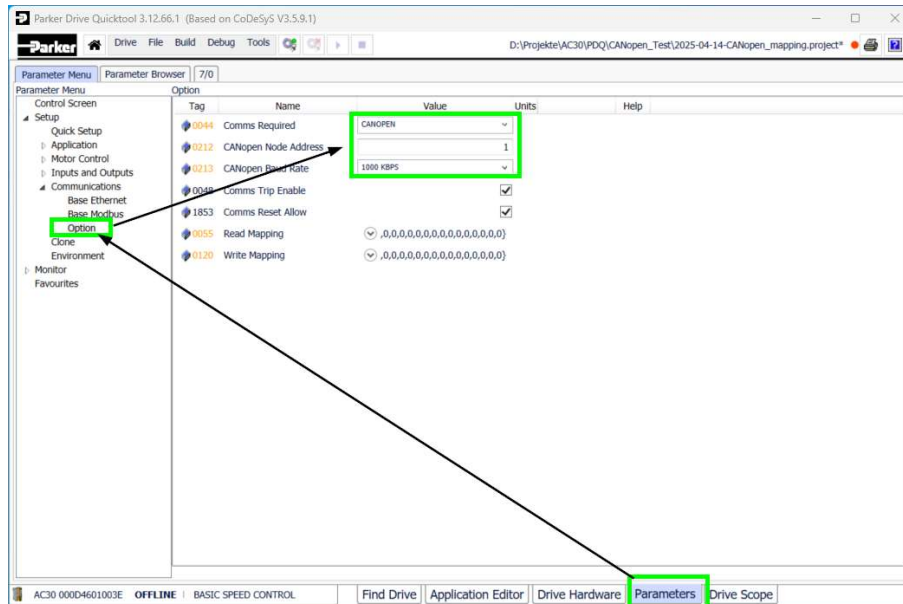 Parker Drive Quicktool 3.12.66.1 (Based on CoDeSyS V3.5.9.1)
Parker Drive File Build Debug Tools D:\Projekte\AC30\PDQ\CANopen_Test\2025-04-14-CANopen_mapping.project*
Parameter Menu Parameter Browser 7/0
Parameter Menu Option
Control Screen Tag Name Value Units Help
Setup
Quick Setup 0044 Comms Required CANOPEN
Application 0212 CANopen Node Address 1
Motor Control
Inputs and Outputs 0213 CANopen Baud Rate 1000 KBPS
Communications 0048 Comms Trip Enable
Base Ethernet
Base Modbus 1853 Comms Reset Allow
Option 0055 Read Mapping ,0,0,0,0,0,0,0,0,0,0,0,0,0,0,0}
Clone
Environment 0120 Write Mapping ,0,0,0,0,0,0,0,0,0,0,0,0,0,0,0}
Monitor
Favourites
AC30 000D4601003E OFFLINE BASIC SPEED CONTROL Find Drive Application Editor Drive Hardware Parameters Drive Scope